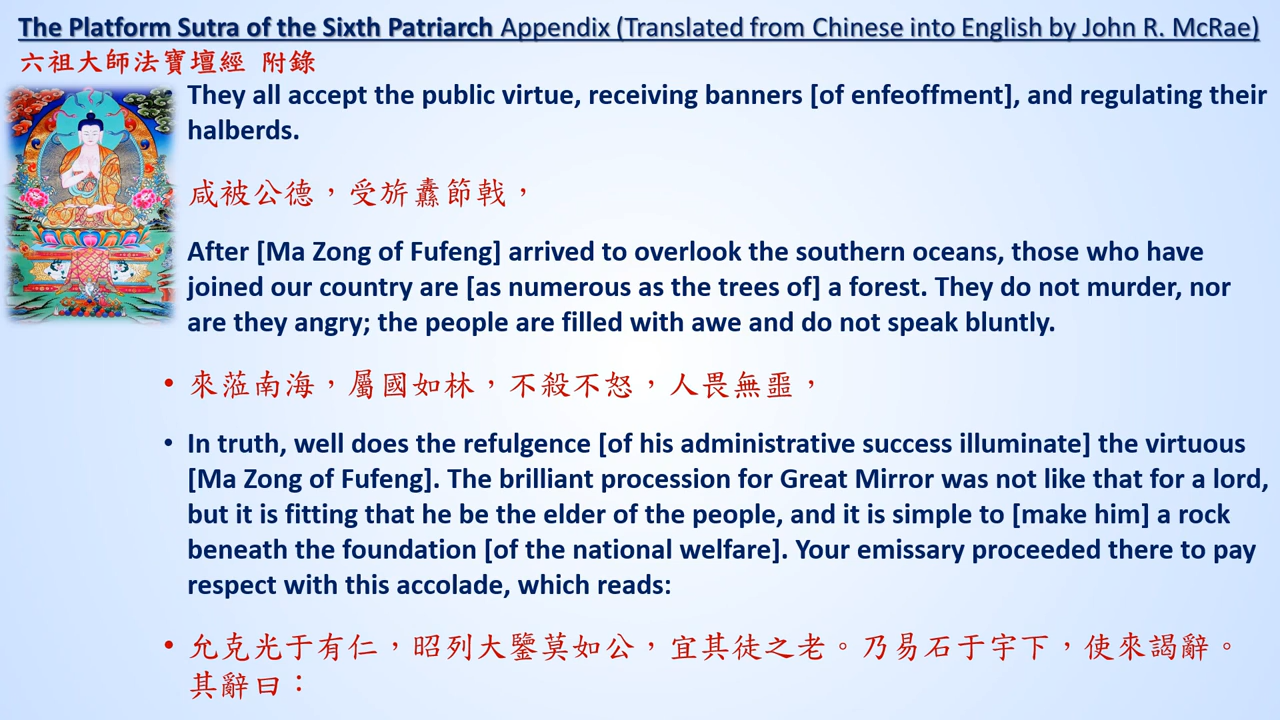 The Platform Sutra of the Sixth Patriarch Appendix (Translated from Chinese into English by John R. McRae)
六祖大師法寶壇經 附錄
• They all accept the public virtue, receiving banners [of enfeoffment], and regulating their
halberds.
咸被公德，受旂纛節戟，
After [Ma Zong of Fufeng] arrived to overlook the southern oceans, those who have
joined our country are [as numerous as the trees of] a forest. They do not murder, nor
are they angry; the people are filled with awe and do not speak bluntly.
• 來蒞南海，屬國如林，不殺不怒，人畏無噩，
• In truth, well does the refulgence [of his administrative success illuminate] the virtuous
[Ma Zong of Fufeng]. The brilliant procession for Great Mirror was not like that for a lord,
but it is fitting that he be the elder of the people, and it is simple to [make him] a rock
beneath the foundation [of the national welfare]. Your emissary proceeded there to pay
respect with this accolade, which reads:
• 允克光于有仁，昭列大鑒莫如公，宜其徒之老。乃易石于宇下，使來謁辭。
其辭曰：